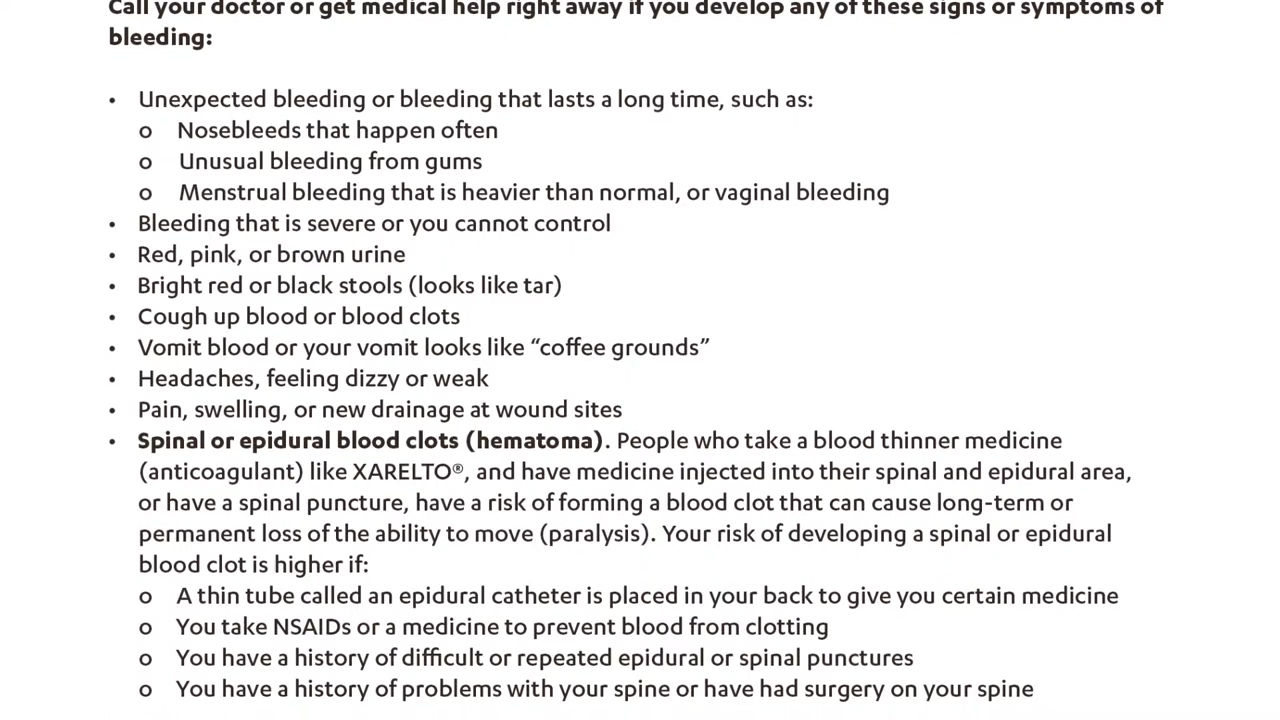 Call your doctor or get medical help right away if you develop any of these signs or symptoms of
bleeding:
• Unexpected bleeding or bleeding that lasts a long time, such as:
o Nosebleeds that happen often
o Unusual bleeding from gums
o Menstrual bleeding that is heavier than normal, or vaginal bleeding
• Bleeding that is severe or you cannot control
• Red, pink, or brown urine
• Bright red or black stools (looks like tar)
• Cough up blood or blood clots
• Vomit blood or your vomit looks like “coffee grounds”
• Headaches, feeling dizzy or weak
• Pain, swelling, or new drainage at wound sites
• Spinal or epidural blood clots (hematoma). People who take a blood thinner medicine
(anticoagulant) like XARELTO®, and have medicine injected into their spinal and epidural area,
or have a spinal puncture, have a risk of forming a blood clot that can cause long-term or
permanent loss of the ability to move (paralysis). Your risk of developing a spinal or epidural
blood clot is higher if:
o A thin tube called an epidural catheter is placed in your back to give you certain medicine
o You take NSAIDs or a medicine to prevent blood from clotting
o You have a history of difficult or repeated epidural or spinal punctures
o You have a history of problems with your spine or have had surgery on your spine